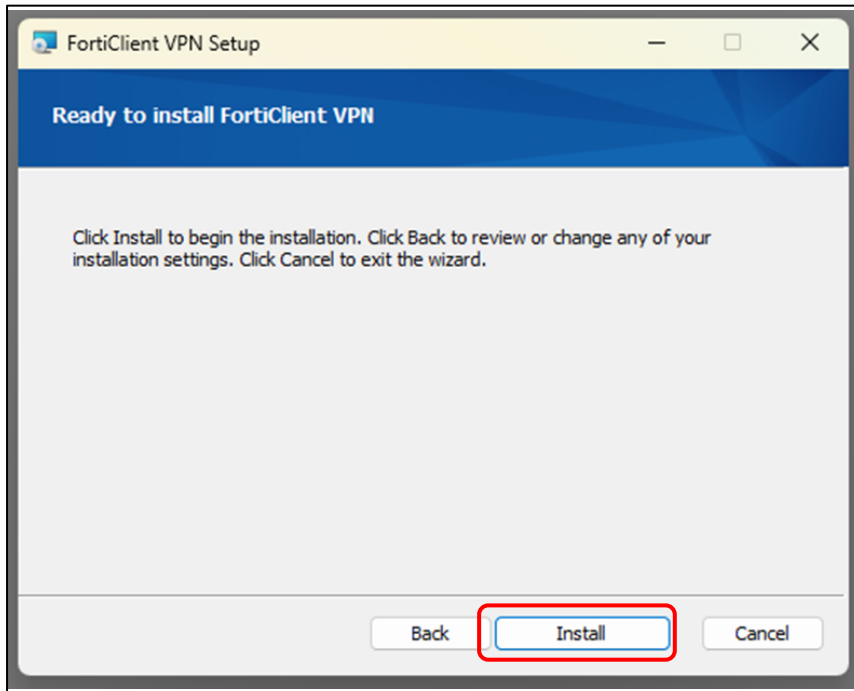 FortiClient VPN Setup
Ready to install FortiClient VPN
Click Install to begin the installation. Click Back to review or change any of your
installation settings. Click Cancel to exit the wizard.
Back Install Cancel